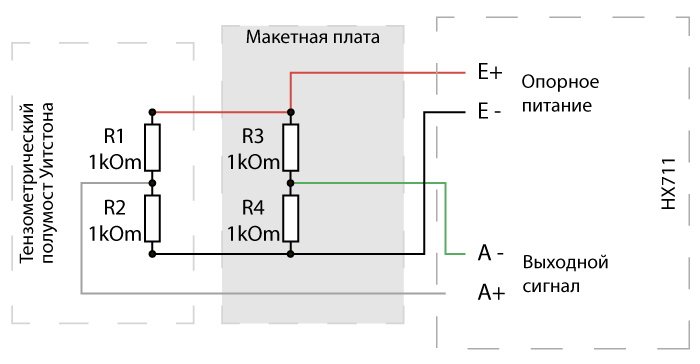 Макетная плата
Тензометрический
полумост Уитстона
R1
1kOm
R2
1kOm
R3
1kOm
R4
1kOm
E+
E -
Опорное
питание
A -
A+
Выходной
сигнал
HX711